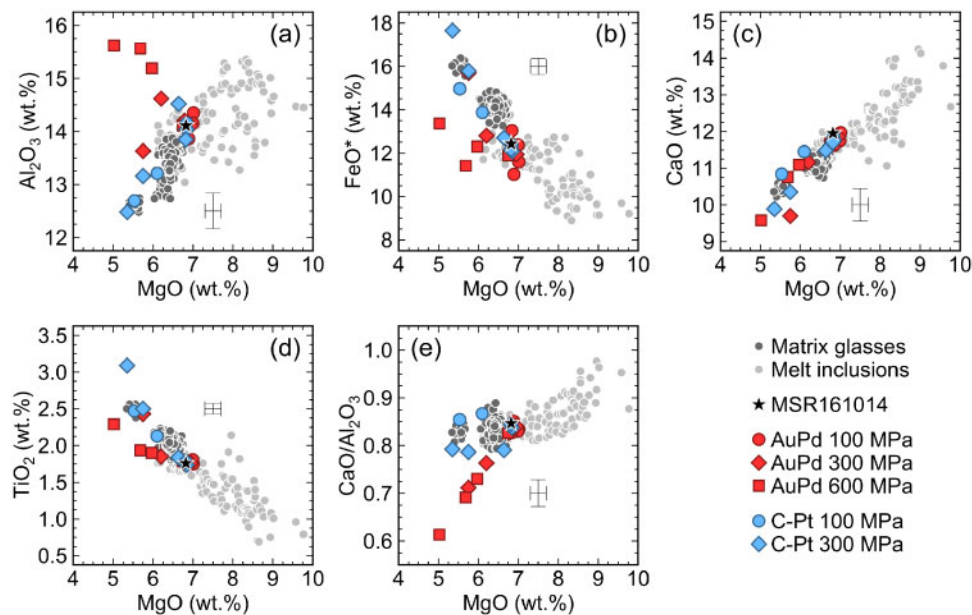 (a)
Al2O3 (wt.%)
16
15
14
13
12
4 5 6 7 8 9 10
MgO (wt.%)
(b)
FeO* (wt.%)
18
16
14
12
10
8
4 5 6 7 8 9 10
MgO (wt.%)
(c)
CaO (wt.%)
15
14
13
12
11
10
9
4 5 6 7 8 9 10
MgO (wt.%)
(d)
TiO2 (wt.%)
3.5
3.0
2.5
2.0
1.5
1.0
0.5
4 5 6 7 8 9 10
MgO (wt.%)
(e)
CaO/Al2O3
1.0
0.9
0.8
0.7
0.6
4 5 6 7 8 9 10
MgO (wt.%)
Matrix glasses
Melt inclusions
MSR161014
AuPd 100 MPa
AuPd 300 MPa
AuPd 600 MPa
C-Pt 100 MPa
C-Pt 300 MPa